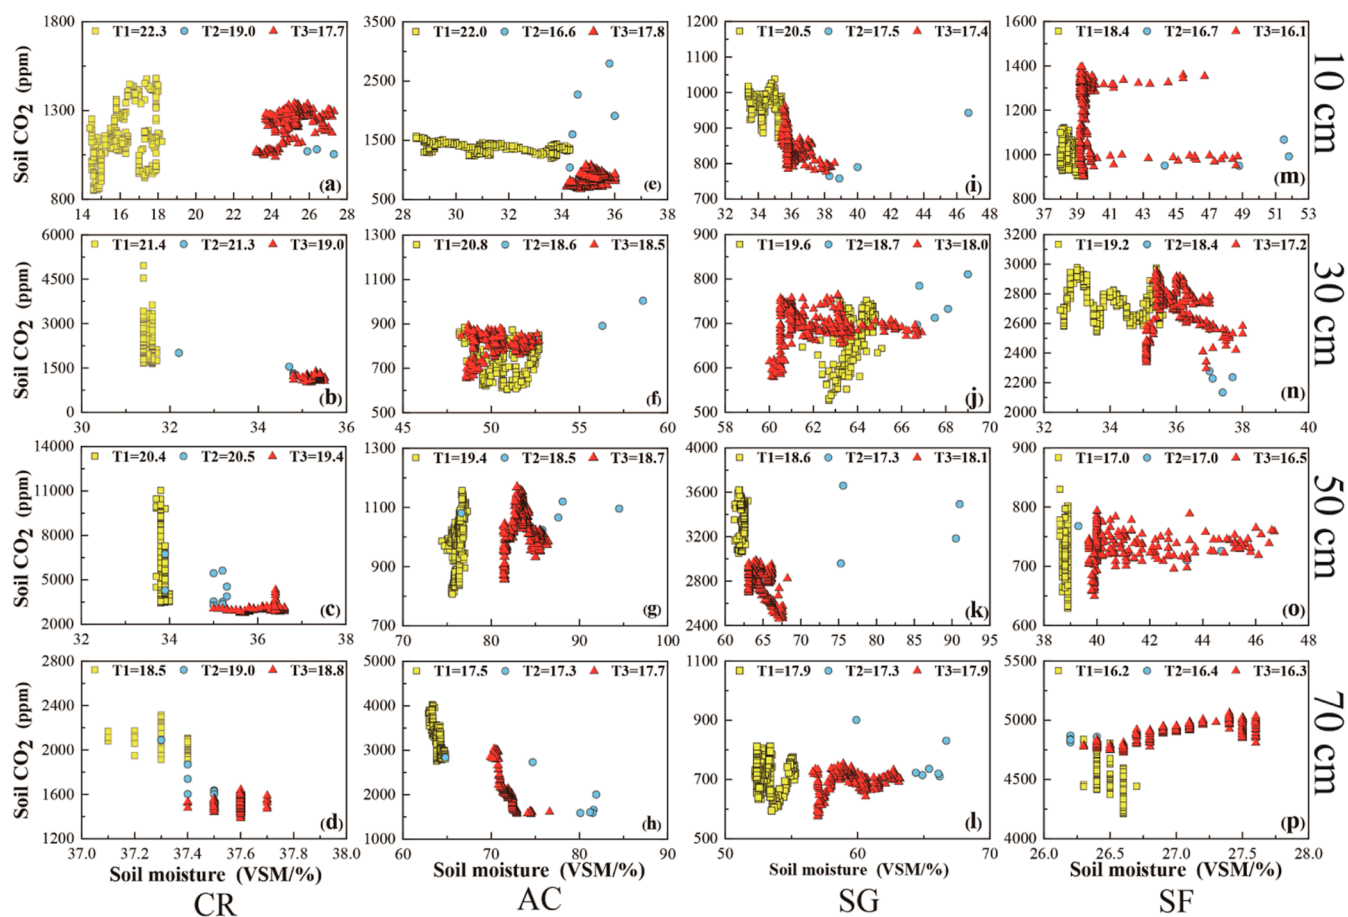 T1=22.3 T2=19.0 T3=17.7
T1=22.0 T2=16.6 T3=17.8
T1=20.5 T2=17.5 T3=17.4
T1=18.4 T2=16.7 T3=16.1
Soil CO2 (ppm)
1800
1300
800
3500
2500
1500
500
1200
1100
1000
900
800
700
1600
1400
1200
1000
800
(a)
(e)
(i)
(m)
10 cm
14 16 18 20 22 24 26 28
28 30 32 34 36 38
32 34 36 38 40 42 44 46 48
37 39 41 43 45 47 49 51 53
T1=21.4 T2=21.3 T3=19.0
T1=20.8 T2=18.6 T3=18.5
T1=19.6 T2=18.7 T3=18.0
T1=19.2 T2=18.4 T3=17.2
Soil CO2 (ppm)
6000
4500
3000
1500
0
1300
1100
900
700
500
900
800
700
600
500
3200
3000
2800
2600
2400
2200
2000
(b)
(f)
(j)
(n)
30 cm
30 31 32 33 34 35 36
45 50 55 60
58 60 62 64 66 68 70
32 34 36 38 40
T1=20.4 T2=20.5 T3=19.4
T1=19.4 T2=18.5 T3=18.7
T1=18.6 T2=17.3 T3=18.1
T1=17.0 T2=17.0 T3=16.5
Soil CO2 (ppm)
14000
11000
8000
5000
2000
1300
1100
900
700
4000
3600
3200
2800
2400
900
800
700
600
(c)
(g)
(k)
(o)
50 cm
32 34 36 38
70 80 90 100
60 65 70 75 80 85 90 95
38 40 42 44 46 48
T1=18.5 T2=19.0 T3=18.8
T1=17.5 T2=17.3 T3=17.7
T1=17.9 T2=17.3 T3=17.9
T1=16.2 T2=16.4 T3=16.3
Soil CO2 (ppm)
2800
2400
2000
1600
1200
5000
4000
3000
2000
1000
1100
900
700
500
5500
5000
4500
4000
(d)
(h)
(l)
(p)
70 cm
37.0 37.2 37.4 37.6 37.8 38.0
60 70 80 90
50 60 70
26.0 26.5 27.0 27.5 28.0
Soil moisture (VSM/%)
Soil moisture (VSM/%)
Soil moisture (VSM/%)
Soil moisture (VSM/%)
CR
AC
SG
SF